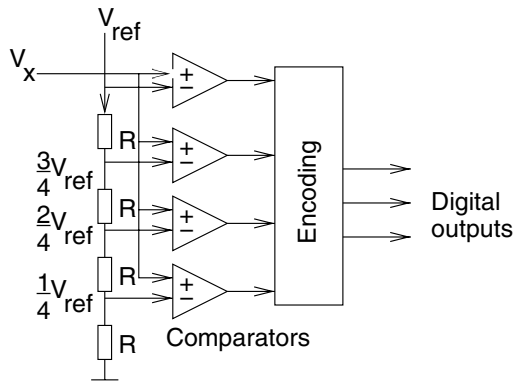 V_ref
V_x
+
−
R
+
−
3/4 V_ref
R
+
−
2/4 V_ref
R
+
−
1/4 V_ref
R
Comparators
Encoding
Digital
outputs